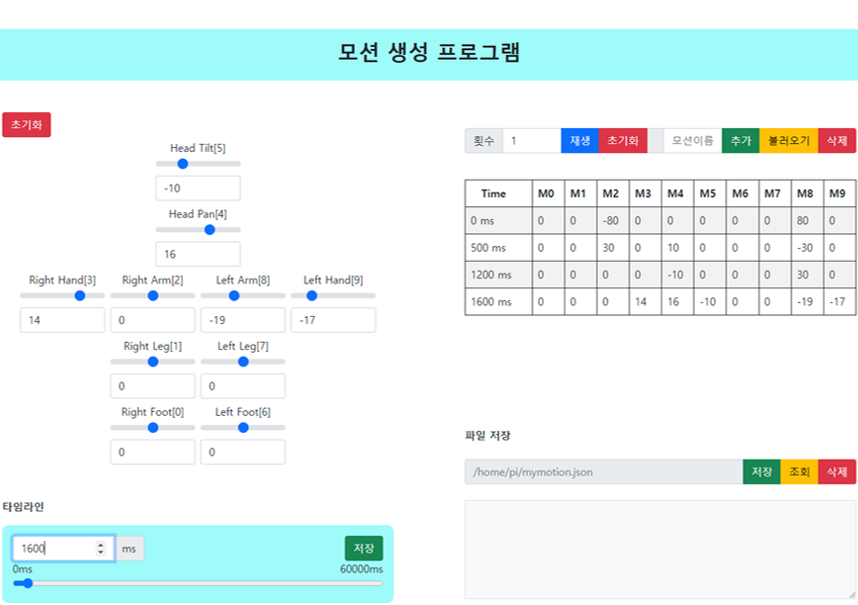 모션 생성 프로그램
초기화
Head Tilt[5]
-10
Head Pan[4]
16
Right Hand[3] Right Arm[2] Left Arm[8] Left Hand[9]
14 0 -19 -17
Right Leg[1] Left Leg[7]
0 0
Right Foot[0] Left Foot[6]
0 0
타임라인
1600 ms 저장
0ms 60000ms
횟수 1 재생 초기화 모션이름 추가 불러오기 삭제
Time M0 M1 M2 M3 M4 M5 M6 M7 M8 M9
0 ms 0 0 -80 0 0 0 0 0 80 0
500 ms 0 0 30 0 10 0 0 0 -30 0
1200 ms 0 0 0 0 -10 0 0 0 30 0
1600 ms 0 0 0 14 16 -10 0 0 -19 -17
파일 저장
/home/pi/mymotion.json 저장 조회 삭제